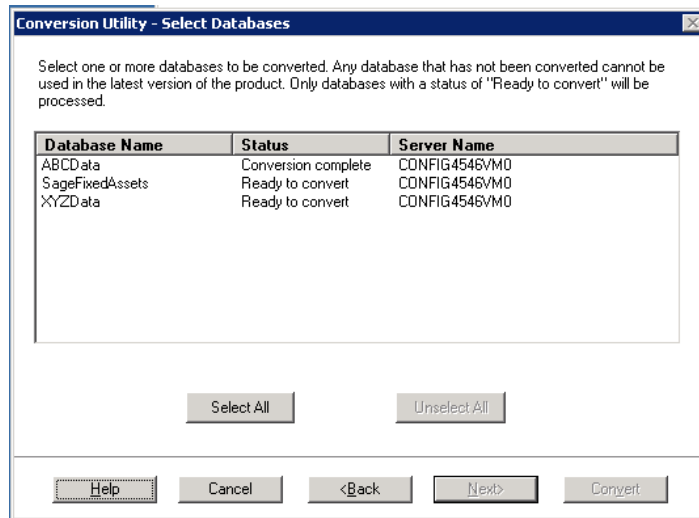 Conversion Utility - Select Databases
Select one or more databases to be converted. Any database that has not been converted cannot be
used in the latest version of the product. Only databases with a status of "Ready to convert" will be
processed.
Database Name Status Server Name
ABCData Conversion complete CONFIG4546VM0
SageFixedAssets Ready to convert CONFIG4546VM0
XYZData Ready to convert CONFIG4546VM0
Select All Unselect All
Help Cancel <Back Next> Convert